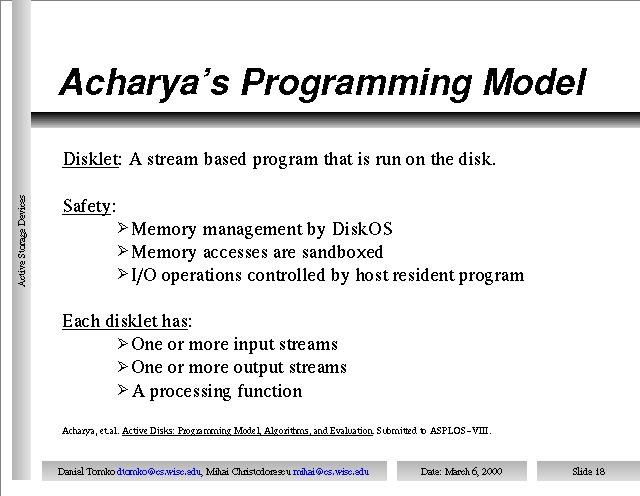 Acharya's Programming Model
Active Storage Devices
Disklet: A stream based program that is run on the disk.
Safety:
➢Memory management by DiskOS
➢Memory accesses are sandboxed
➢I/O operations controlled by host resident program
Each disklet has:
➢One or more input streams
➢One or more output streams
➢A processing function
Acharya, et.al. Active Disks: Programming Model, Algorithms, and Evaluation. Submitted to ASPLOS-VIII.
Daniel Tomko dtomko@cs.wisc.edu, Mihai Christodorescu mihai@cs.wisc.edu
Date: March 6, 2000
Slide 18